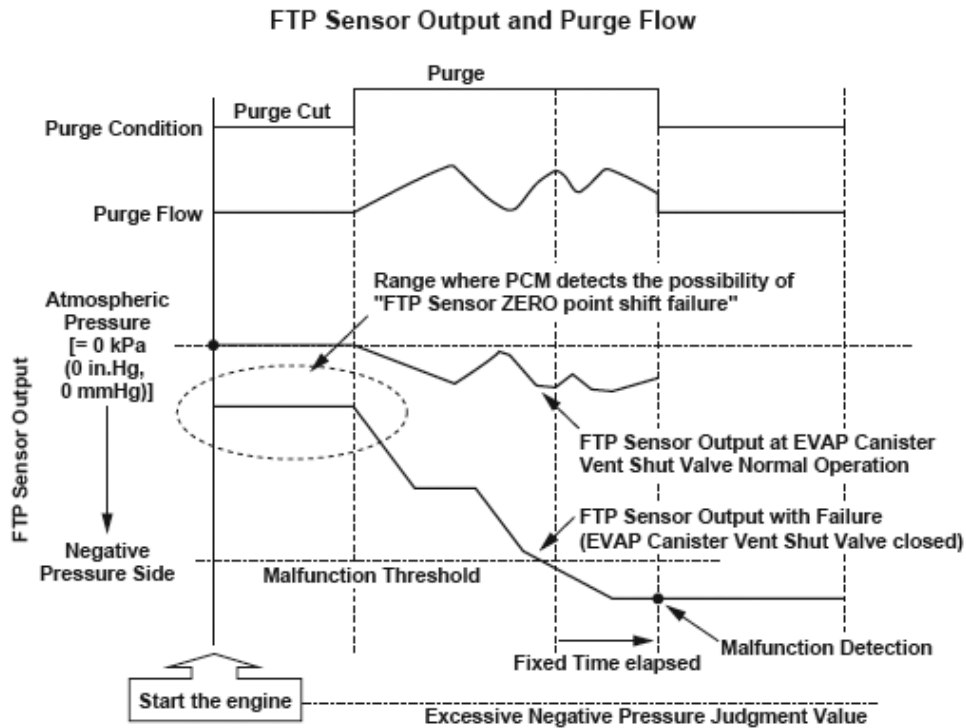 FTP Sensor Output and Purge Flow
Purge
Purge Cut
Purge Condition
Purge Flow
Range where PCM detects the possibility of
"FTP Sensor ZERO point shift failure"
Atmospheric
Pressure
[= 0 kPa
(0 in.Hg,
0 mmHg)]
FTP Sensor Output
FTP Sensor Output at EVAP Canister
Vent Shut Valve Normal Operation
FTP Sensor Output with Failure
(EVAP Canister Vent Shut Valve closed)
Negative
Pressure Side
Malfunction Threshold
Malfunction Detection
Fixed Time elapsed
Start the engine
Excessive Negative Pressure Judgment Value